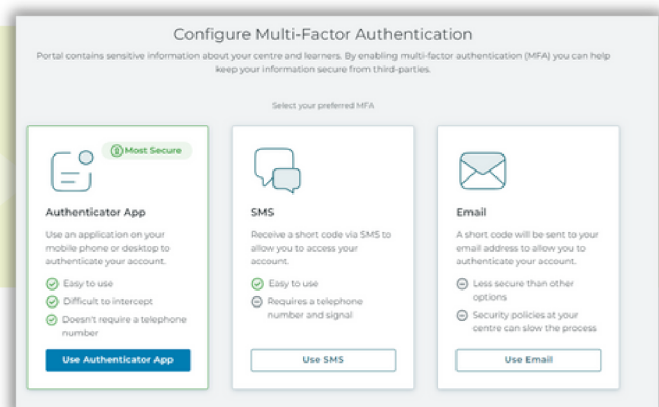 Configure Multi-Factor Authentication
Portal contains sensitive information about your centre and learners. By enabling multi-factor authentication (MFA) you can help
keep your information secure from third-parties.
Select your preferred MFA
Most Secure
Authenticator App
Use an application on your
mobile phone or desktop to
authenticate your account.
Easy to use
Difficult to intercept
Doesn't require a telephone
number
Use Authenticator App
SMS
Receive a short code via SMS to
allow you to access your
account.
Easy to use
Requires a telephone
number and signal
Use SMS
Email
A short code will be sent to your
email address to allow you to
authenticate your account.
Less secure than other
options
Security policies at your
centre can slow the process
Use Email